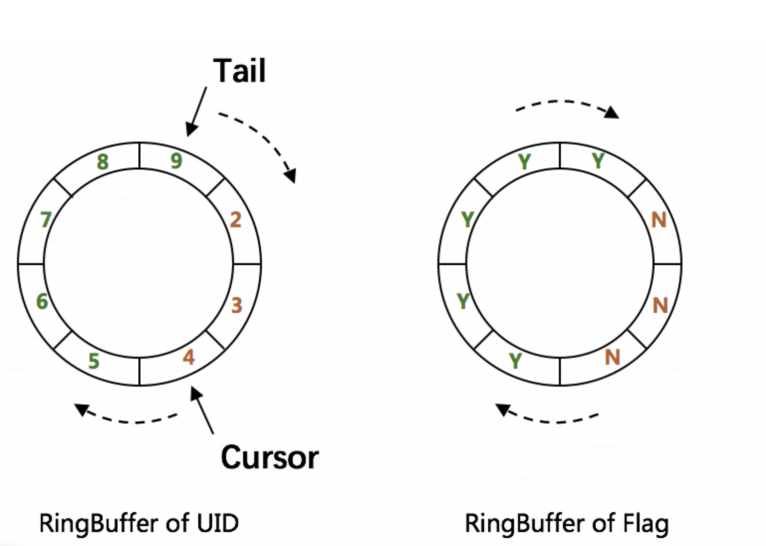 Tail
8 9 Y Y
7 2 Y N
6 3 Y N
5 4 Y N
Cursor
RingBuffer of UID RingBuffer of Flag